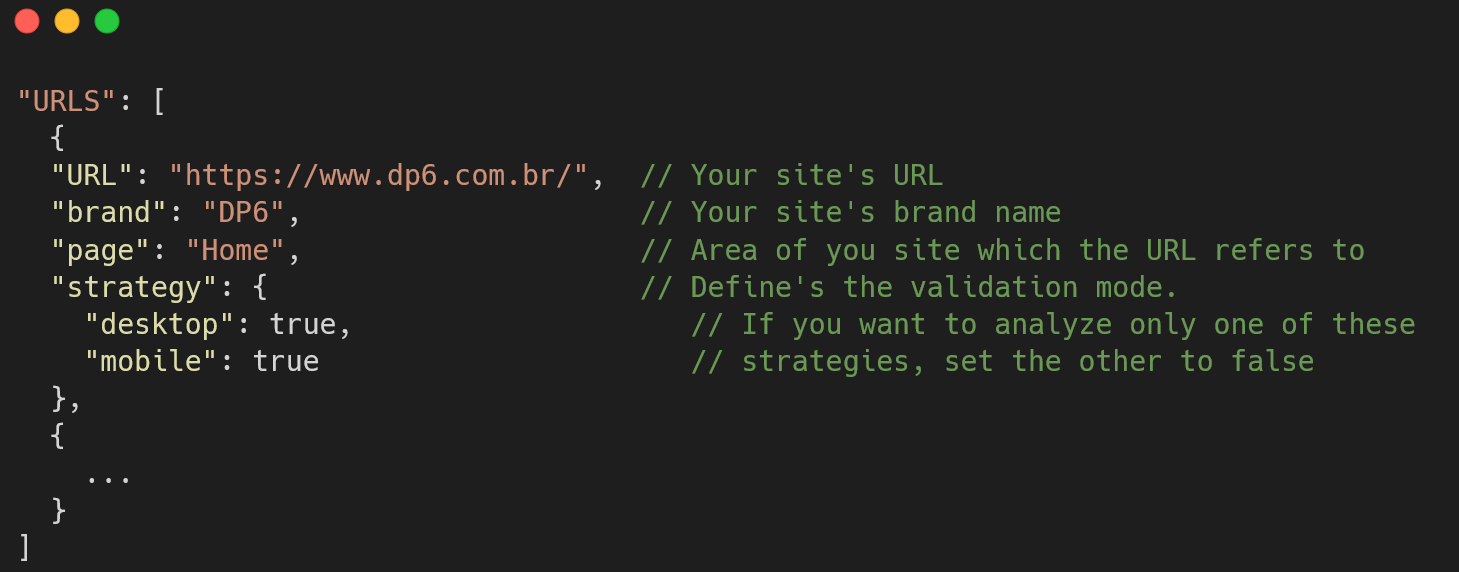 "URLS": [
  {
  "URL": "https://www.dp6.com.br/",  // Your site's URL
  "brand": "DP6",                    // Your site's brand name
  "page": "Home",                    // Area of you site which the URL refers to
  "strategy": {                      // Define's the validation mode.
    "desktop": true,                    // If you want to analyze only one of these
    "mobile": true                      // strategies, set the other to false
  },
  {
    ...
  }
]